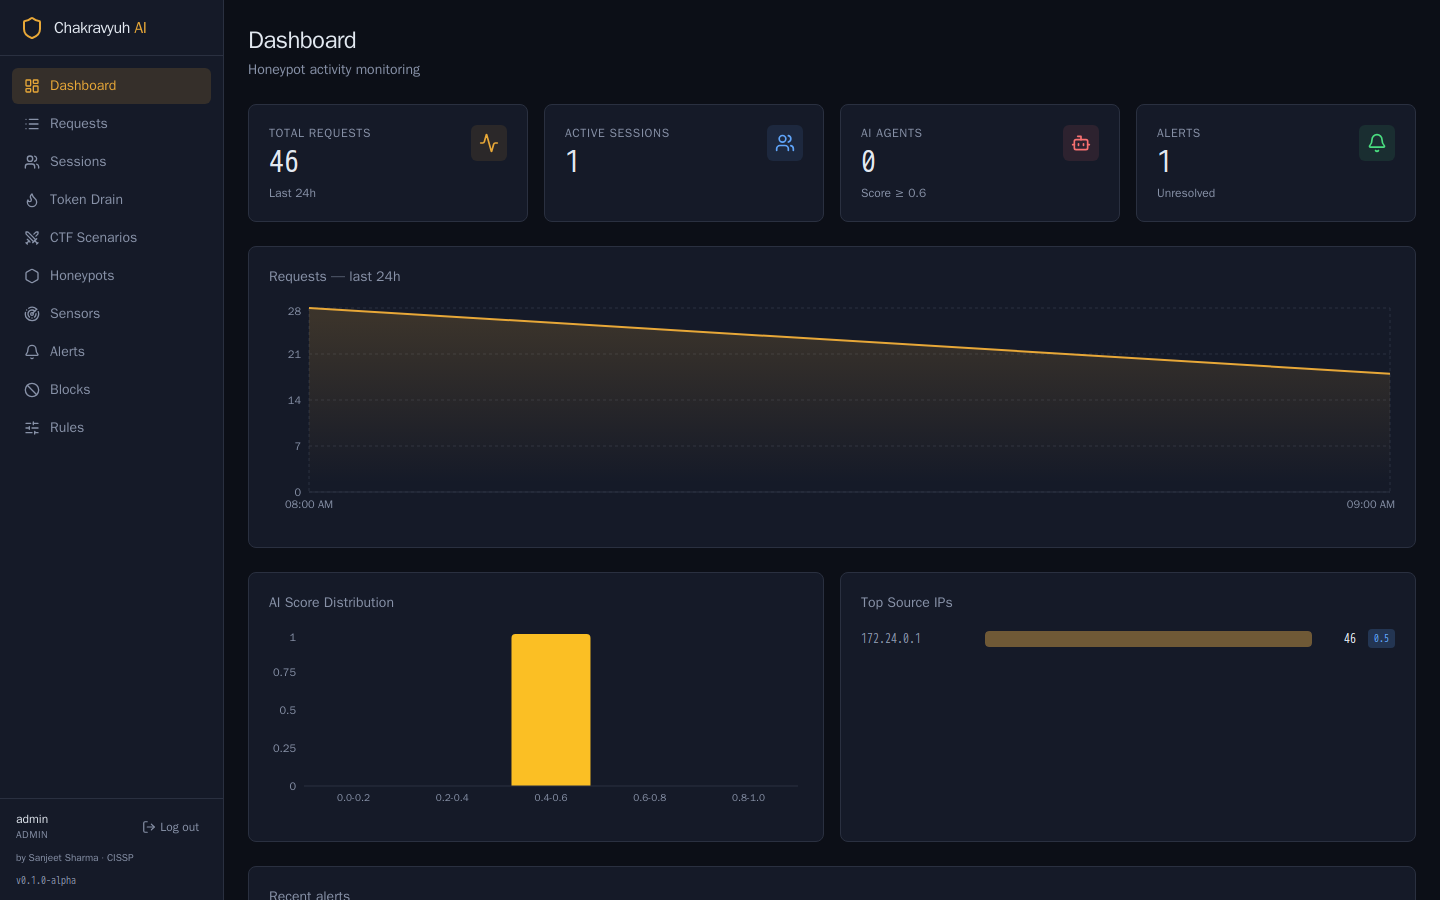 Chakravyuh AI
Dashboard
Requests
Sessions
Token Drain
CTF Scenarios
Honeypots
Sensors
Alerts
Blocks
Rules
admin
ADMIN
Log out
by Sanjeet Sharma · CISSP
v0.1.0-alpha
Dashboard
Honeypot activity monitoring
TOTAL REQUESTS
46
Last 24h
ACTIVE SESSIONS
1
AI AGENTS
0
Score ≥ 0.6
ALERTS
1
Unresolved
Requests — last 24h
28
21
14
7
0
08:00 AM 09:00 AM
AI Score Distribution
1
0.75
0.5
0.25
0
0.0-0.2 0.2-0.4 0.4-0.6 0.6-0.8 0.8-1.0
Top Source IPs
172.24.0.1 46 0.5
Recent alerts